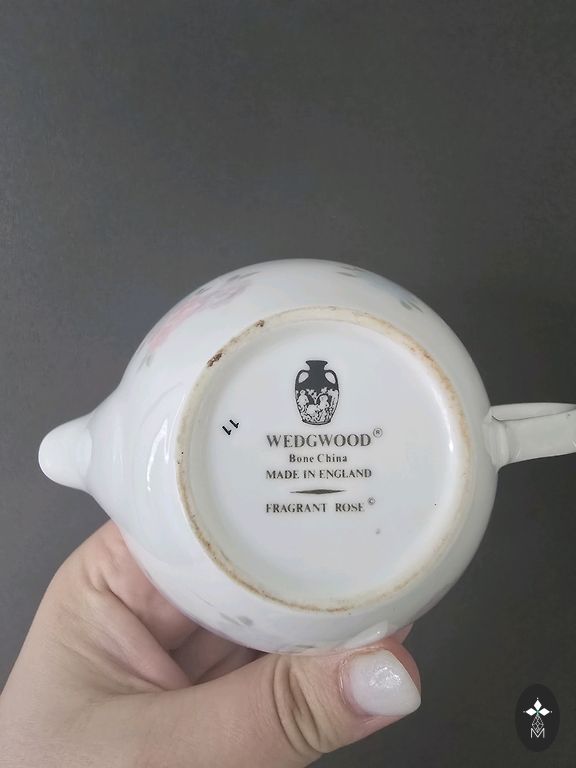 WEDGWOOD®
Bone China
MADE IN ENGLAND
FRAGRANT ROSE©
11
M